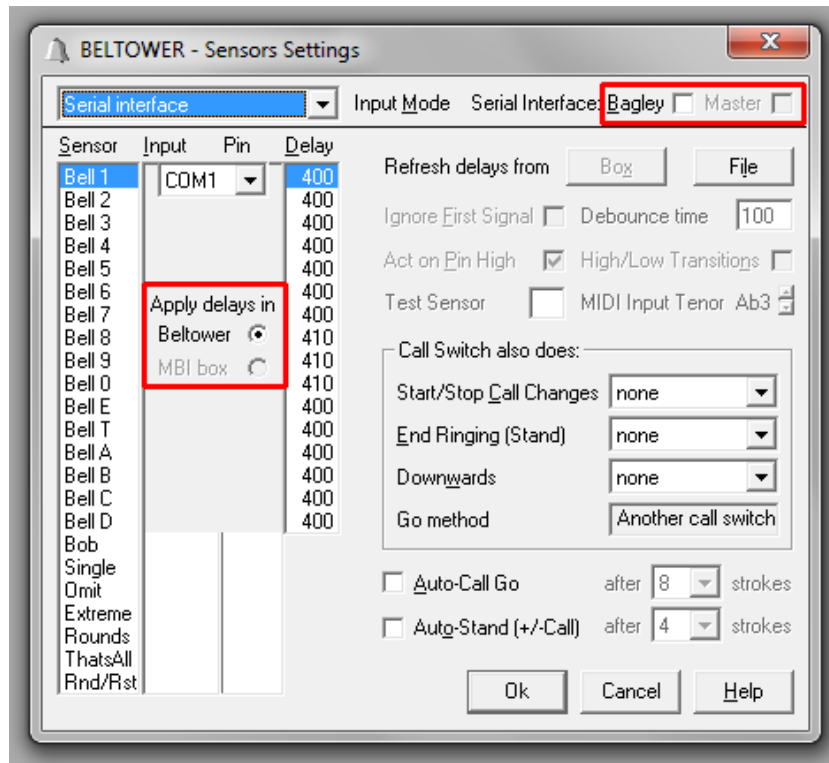 BELTOWER - Sensors Settings
Serial interface Input Mode Serial Interface: Bagley Master
Sensor Input Pin Delay
Bell 1 COM1 400
Bell 2 400
Bell 3 400
Bell 4 400
Bell 5 400
Bell 6 400
Bell 7 400
Bell 8 410
Bell 9 410
Bell 0 410
Bell E 400
Bell T 400
Bell A 400
Bell B 400
Bell C 400
Bell D 400
Bob
Single
Omit
Extreme
Rounds
ThatsAll
Rnd/Rst
Apply delays in
Beltower
MBI box
Refresh delays from Box File
Ignore First Signal Debounce time 100
Act on Pin High High/Low Transitions
Test Sensor MIDI Input Tenor Ab3
Call Switch also does:
Start/Stop Call Changes none
End Ringing (Stand) none
Downwards none
Go method Another call switch
Auto-Call Go after 8 strokes
Auto-Stand (+/-Call) after 4 strokes
Ok Cancel Help